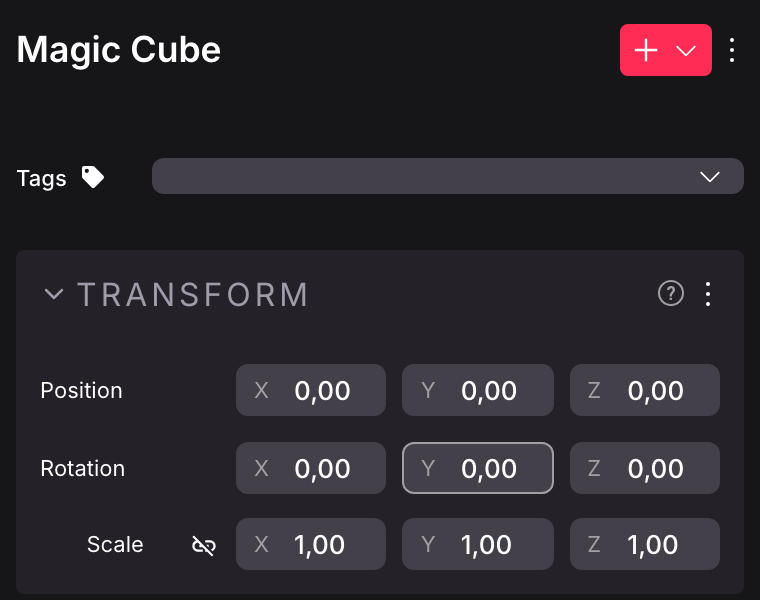 Magic Cube
Tags
TRANSFORM ?
Position X 0,00 Y 0,00 Z 0,00
Rotation X 0,00 Y 0,00 Z 0,00
Scale X 1,00 Y 1,00 Z 1,00